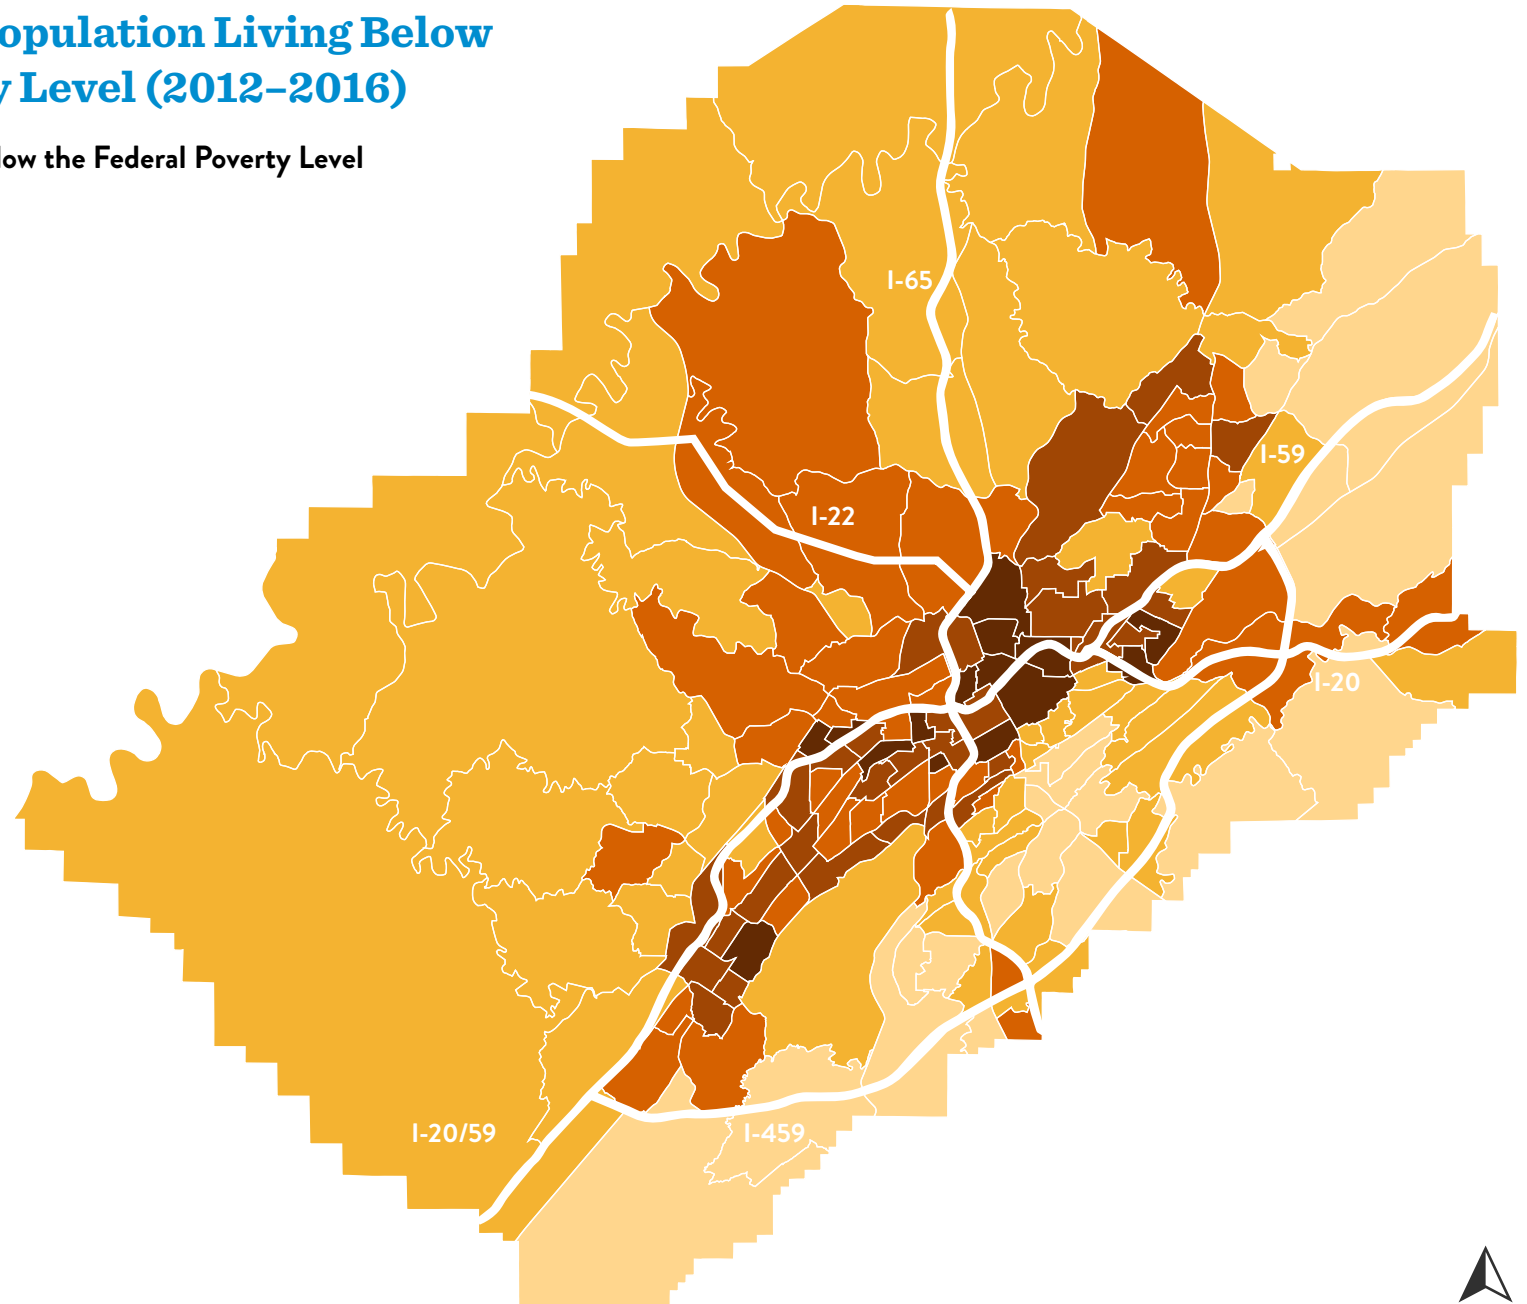 opulation Living Below
y Level (2012–2016)
low the Federal Poverty Level
I-65
I-59
I-22
I-20
I-20/59
I-459